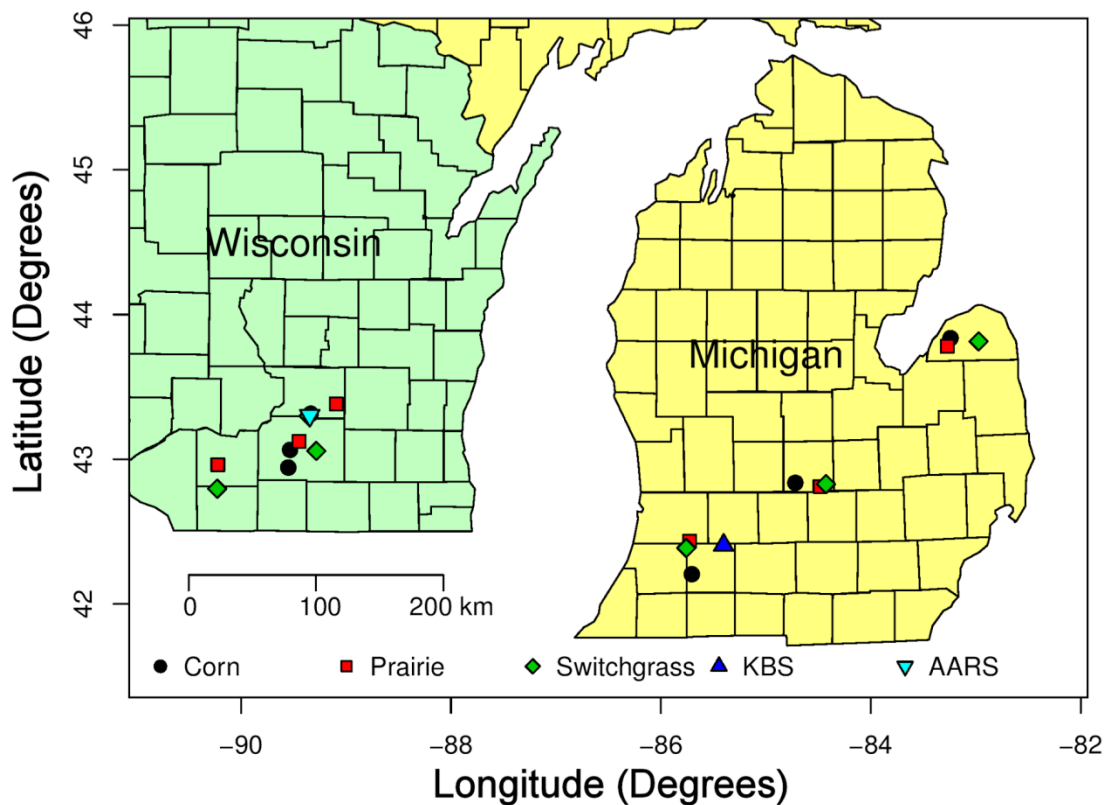 46
45
44
43
42
Latitude (Degrees)
Wisconsin
Michigan
0 100 200 km
Corn Prairie Switchgrass KBS AARS
−90 −88 −86 −84 −82
Longitude (Degrees)